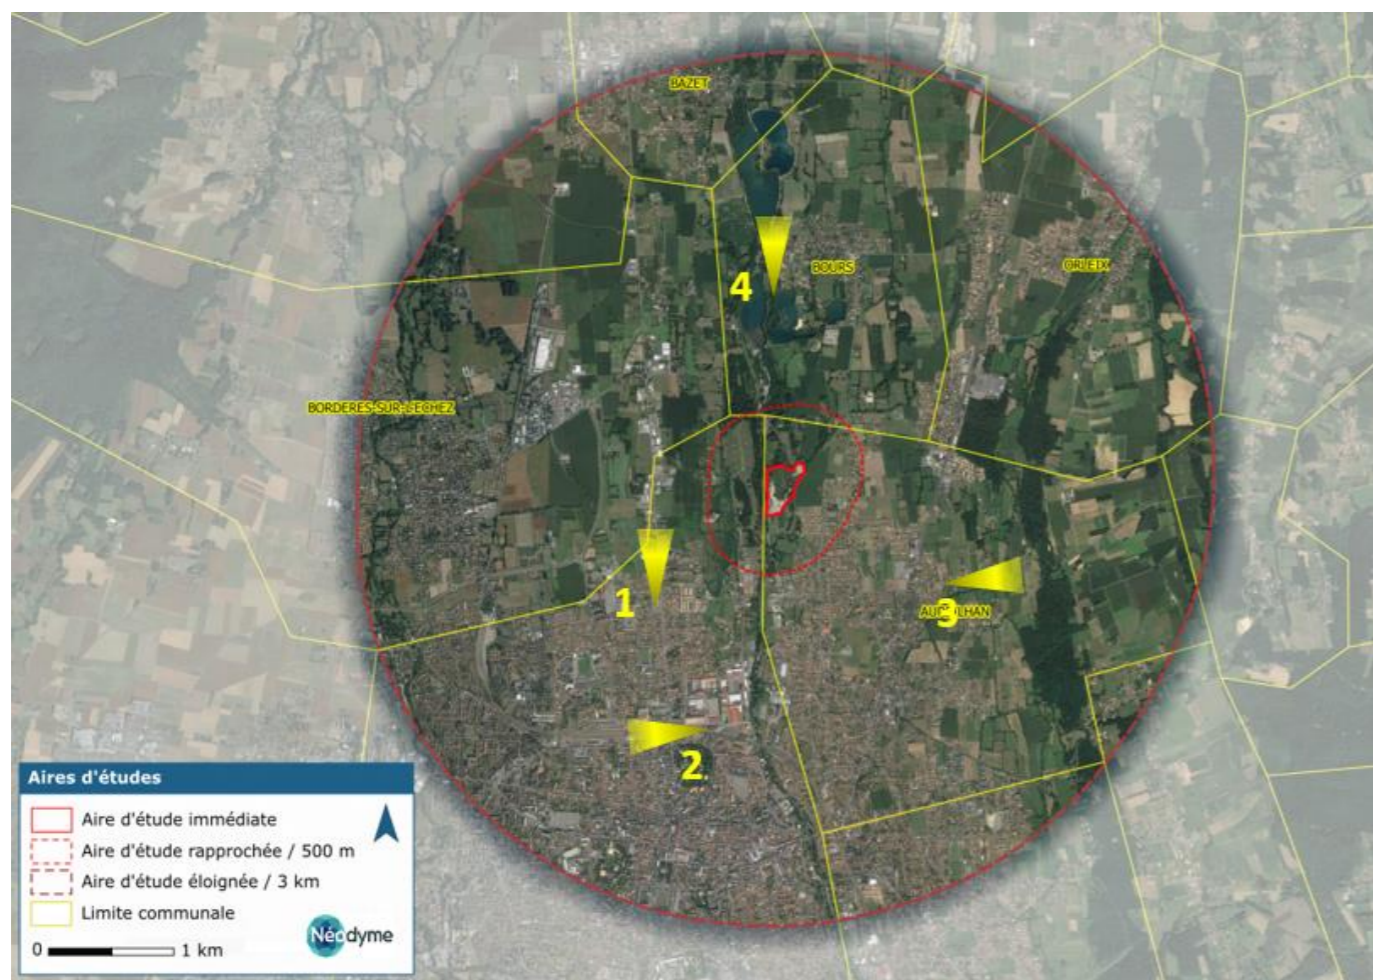 BAZET
4
BOURS
ORLEIX
BORDERES-SUR-L'ECHEZ
1
3
2
Aires d'études
Aire d'étude immédiate
Aire d'étude rapprochée / 500 m
Aire d'étude éloignée / 3 km
Limite communale
0
1 km
Néodyme